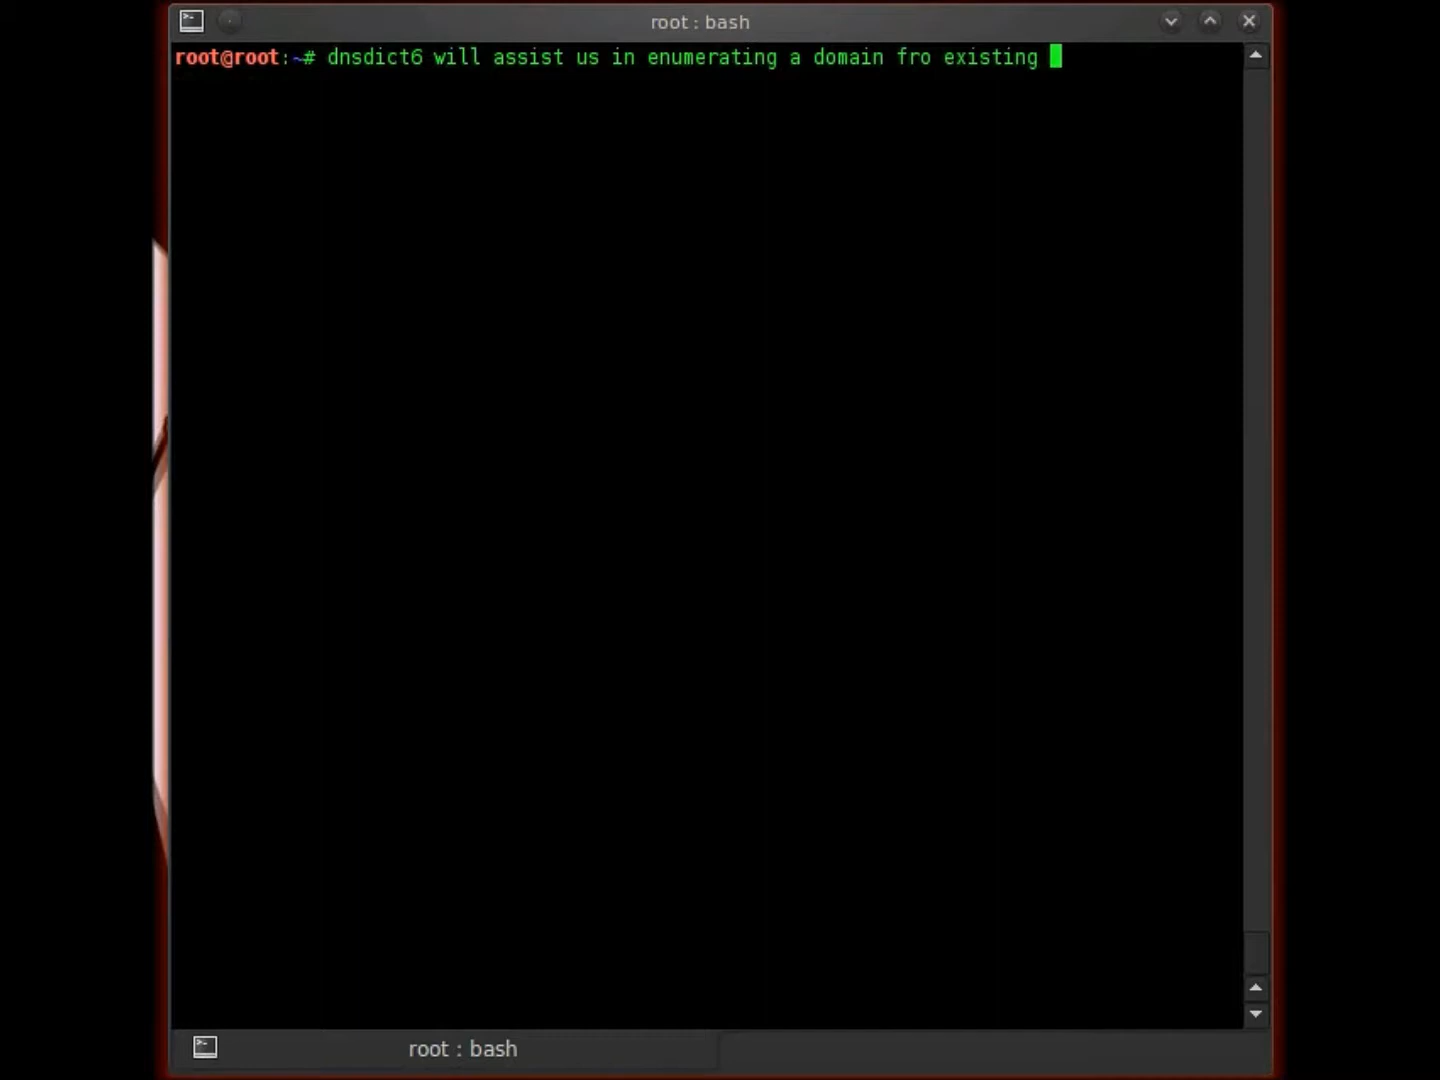 root : bash
root@root:~# dnsdict6 will assist us in enumerating a domain fro existing
root : bash